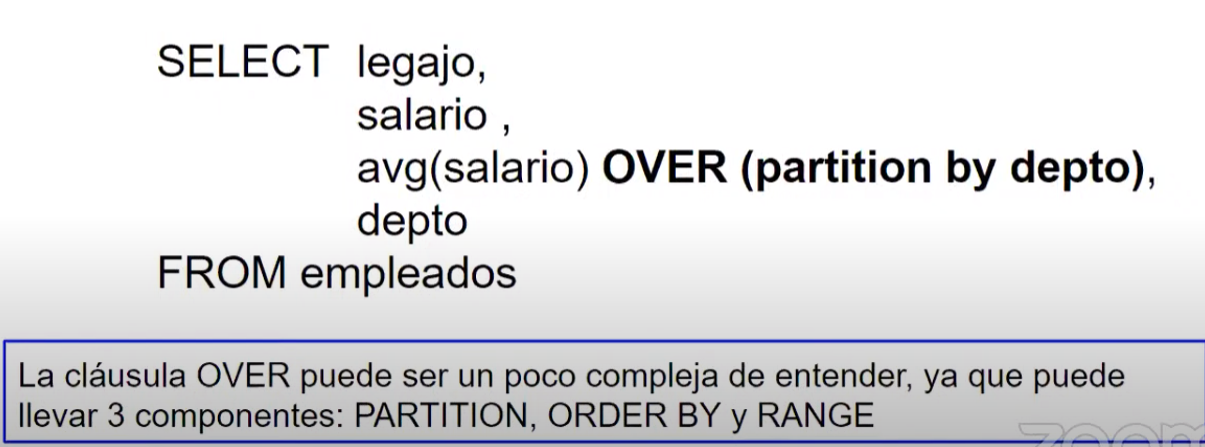 SELECT legajo,
salario ,
avg(salario) OVER (partition by depto),
depto
FROM empleados
La cláusula OVER puede ser un poco compleja de entender, ya que puede
llevar 3 componentes: PARTITION, ORDER BY y RANGE
zoom